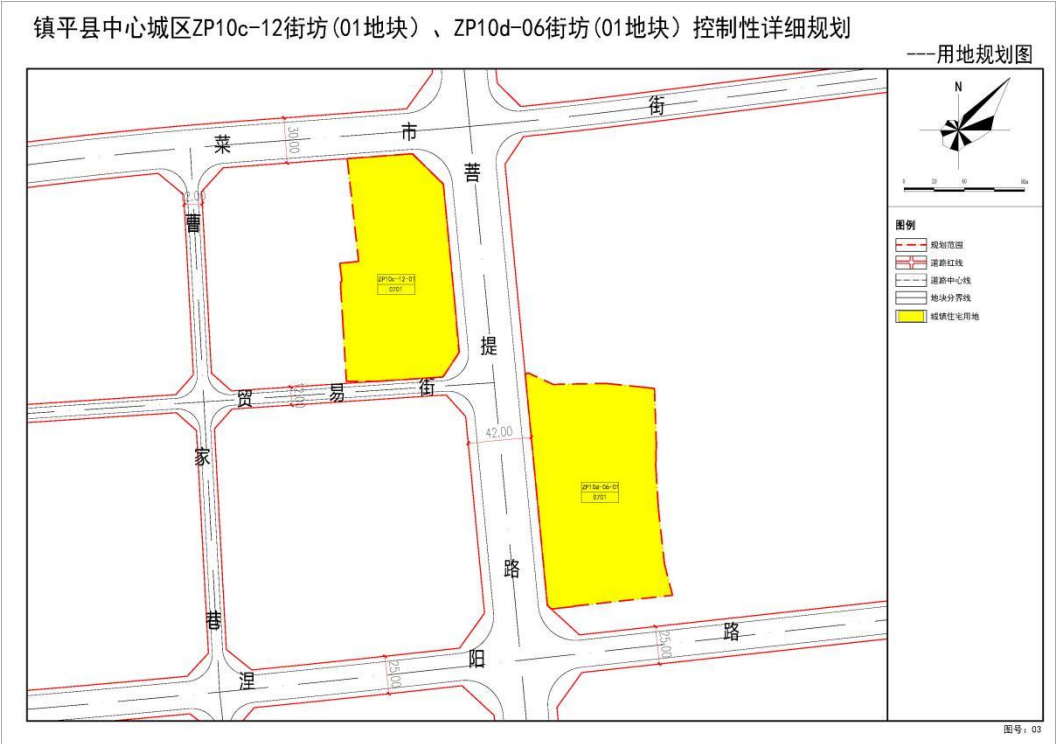 镇平县中心城区ZP10c-12街坊(01地块）、ZP10d-06街坊(01地块）控制性详细规划
---用地规划图
菜市街
30.00
菩提路
42.00
曹家巷
贸易街
12.00
ZP10c-12-01
0701
ZP10d-06-01
0701
涅阳路
25.00
25.00
N
图例
规划范围
道路红线
道路中心线
地块分界线
城镇住宅用地
图号：03